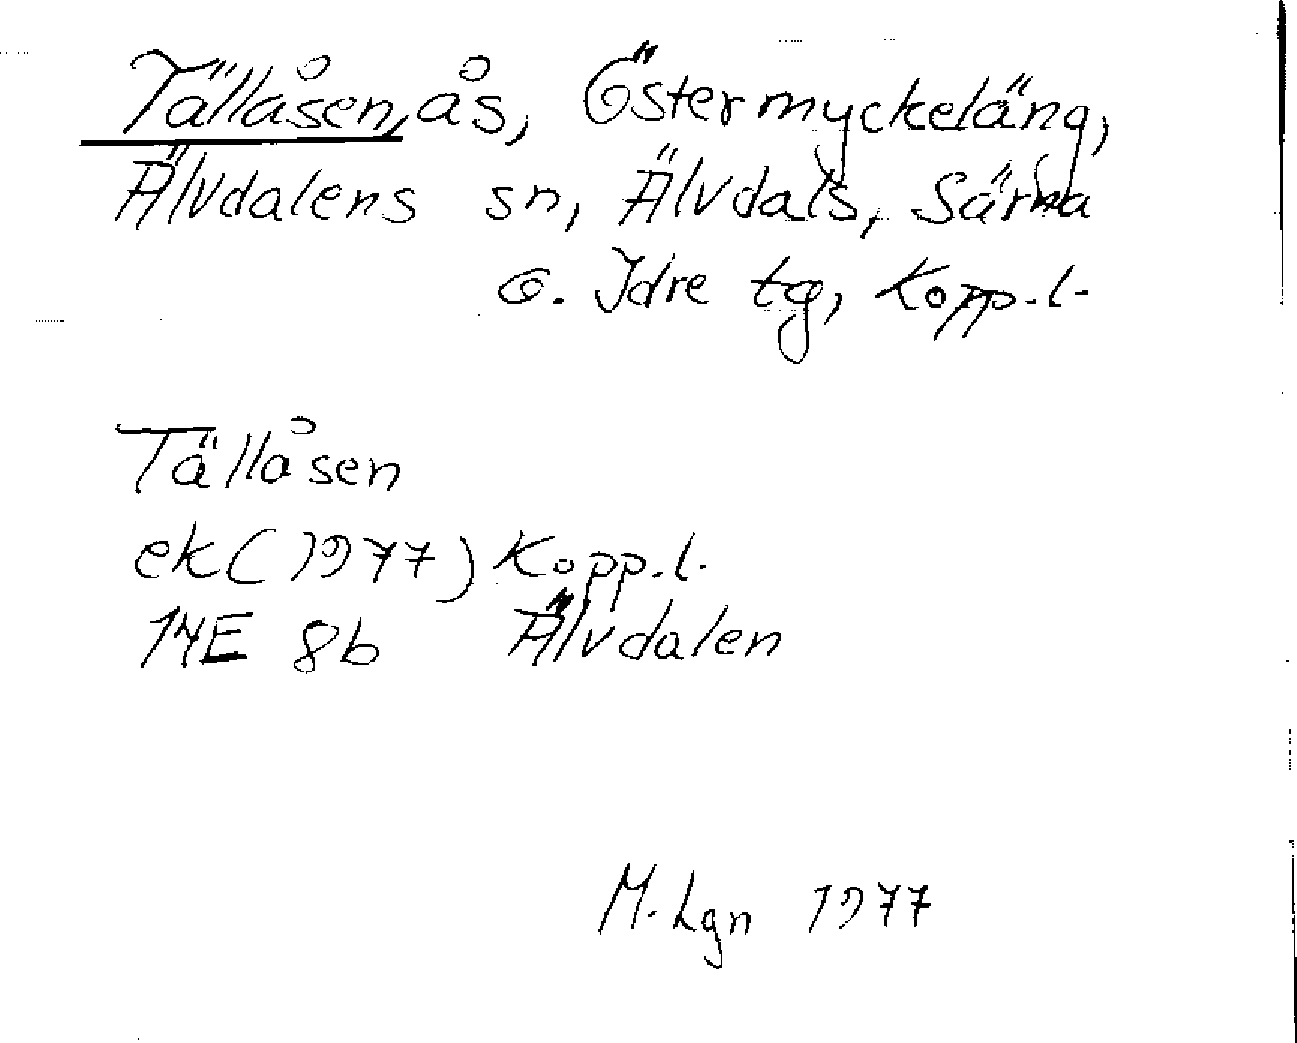 Tällåsen, ås, Östermyckeläng,
Älvdalens sn, Älvdals, Särna
o. Idre tg, Kopp.l.
Tällåsen
ek (1977) Kopp.l.
14E 8b Älvdalen
M. Lgn 1977